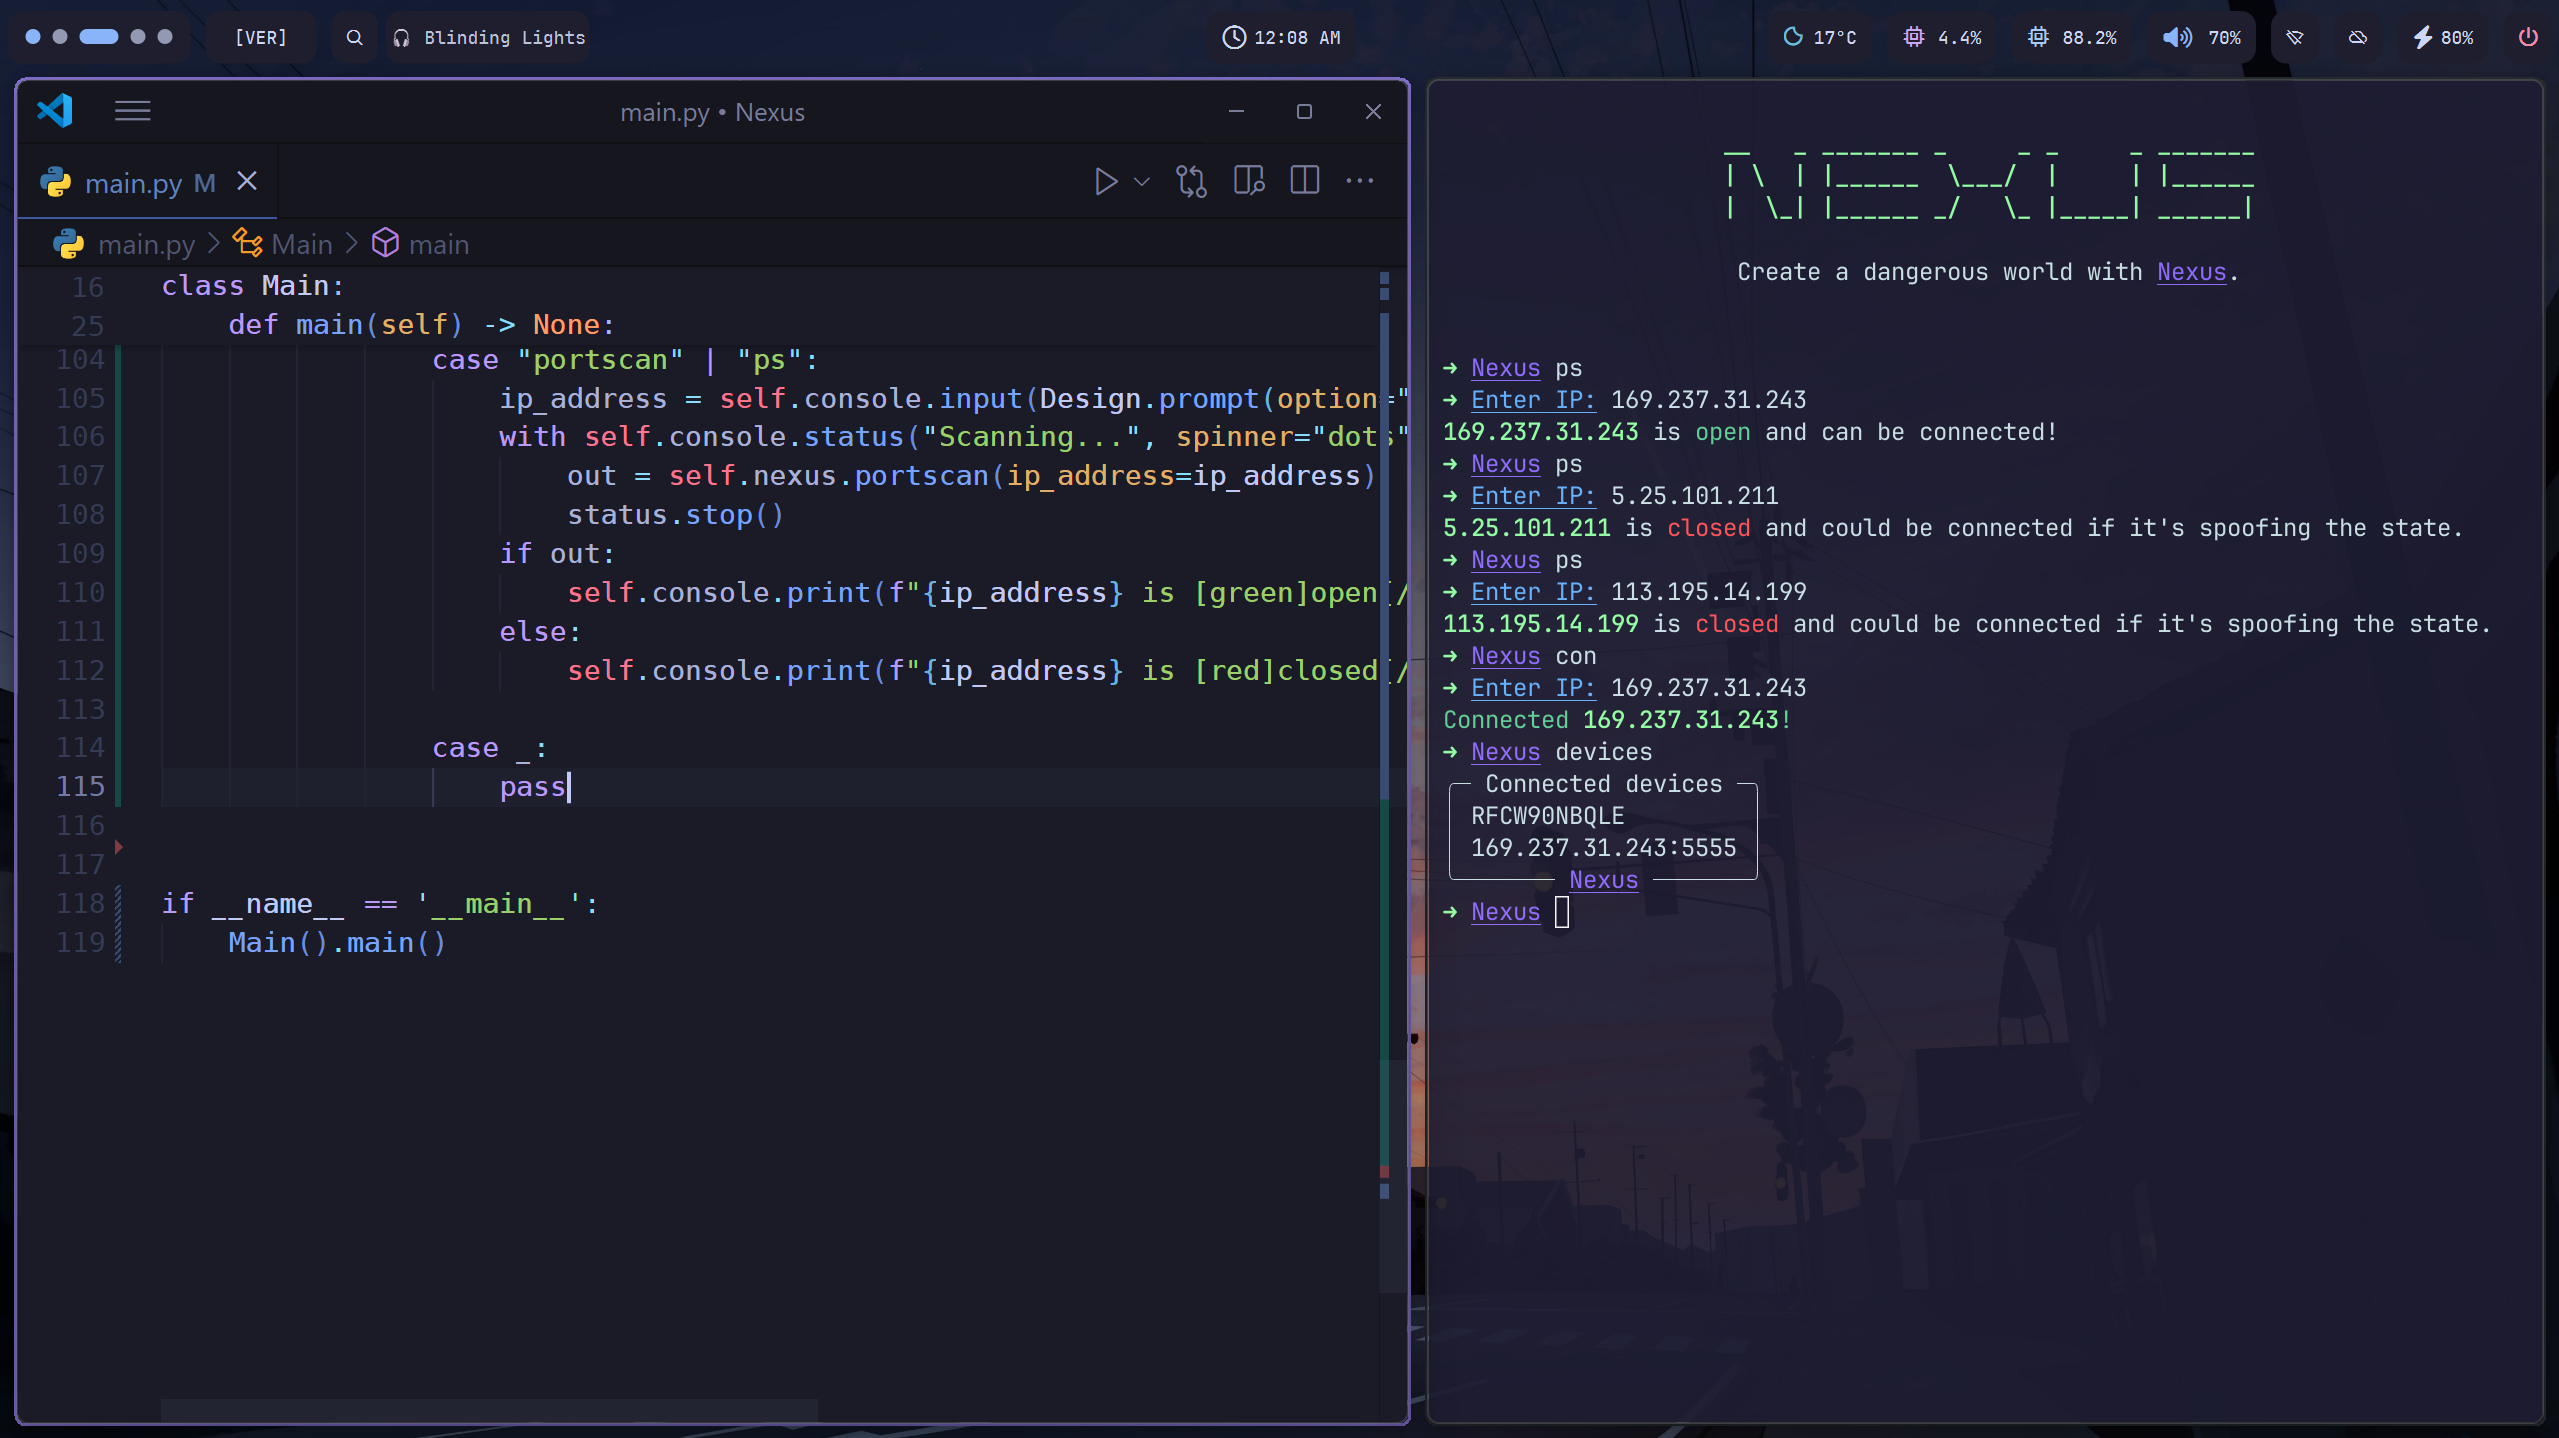 [VER]
Blinding Lights
12:08 AM
17°C
4.4%
88.2%
70%
80%
main.py • Nexus
main.py M
main.py > Main > main
16 class Main:
25 def main(self) -> None:
104 case "portscan" | "ps":
105 ip_address = self.console.input(Design.prompt(option="
106 with self.console.status("Scanning...", spinner="dots"
107 out = self.nexus.portscan(ip_address=ip_address)
108 status.stop()
109 if out:
110 self.console.print(f"{ip_address} is [green]open[/
111 else:
112 self.console.print(f"{ip_address} is [red]closed[/
113
114 case _:
115 pass
116
117
118 if __name__ == '__main__':
119 Main().main()
NEXUS
Create a dangerous world with Nexus.
➜ Nexus ps
➜ Enter IP: 169.237.31.243
169.237.31.243 is open and can be connected!
➜ Nexus ps
➜ Enter IP: 5.25.101.211
5.25.101.211 is closed and could be connected if it's spoofing the state.
➜ Nexus ps
➜ Enter IP: 113.195.14.199
113.195.14.199 is closed and could be connected if it's spoofing the state.
➜ Nexus con
➜ Enter IP: 169.237.31.243
Connected 169.237.31.243!
➜ Nexus devices
Connected devices
RFCW90NBQLE
169.237.31.243:5555
Nexus
➜ Nexus